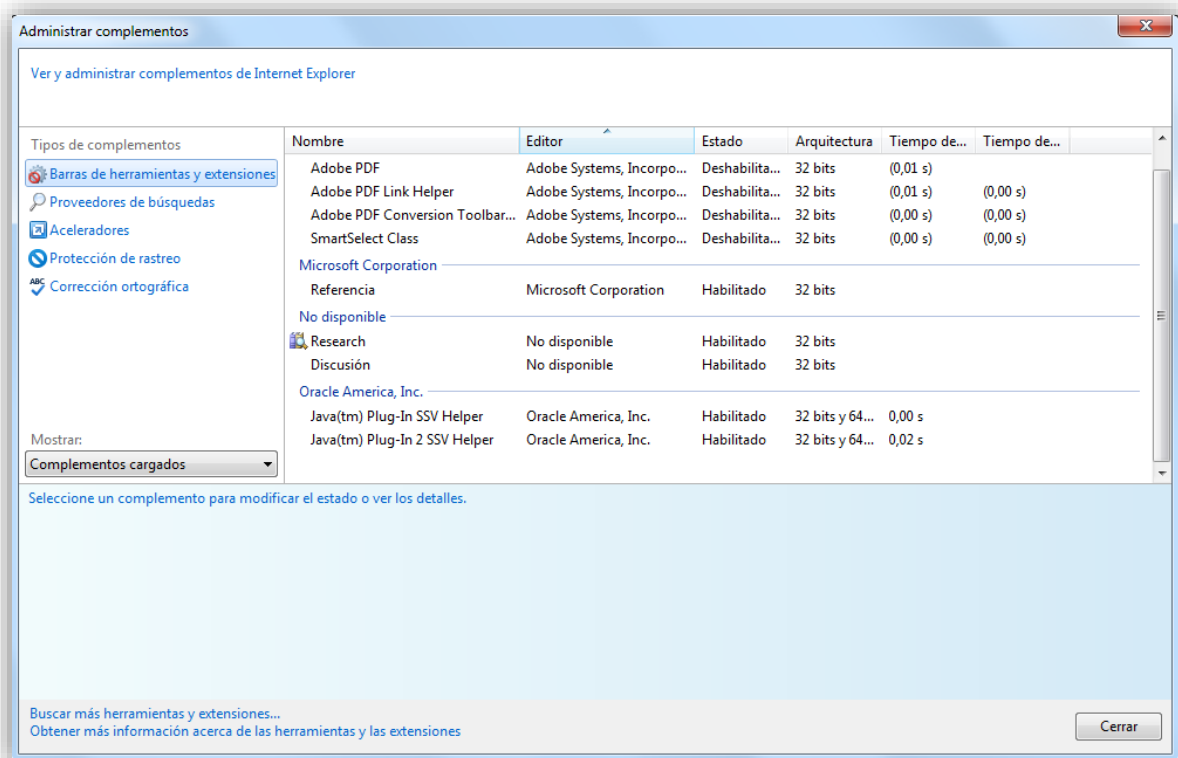 Administrar complementos
Ver y administrar complementos de Internet Explorer
Tipos de complementos
Barras de herramientas y extensiones
Proveedores de búsquedas
Aceleradores
Protección de rastreo
ABC Corrección ortográfica
Mostrar:
Complementos cargados
Nombre Editor Estado Arquitectura Tiempo de... Tiempo de...
Adobe PDF Adobe Systems, Incorpo... Deshabilita... 32 bits (0,01 s)
Adobe PDF Link Helper Adobe Systems, Incorpo... Deshabilita... 32 bits (0,01 s) (0,00 s)
Adobe PDF Conversion Toolbar... Adobe Systems, Incorpo... Deshabilita... 32 bits (0,00 s) (0,00 s)
SmartSelect Class Adobe Systems, Incorpo... Deshabilita... 32 bits (0,00 s) (0,00 s)
Microsoft Corporation
Referencia Microsoft Corporation Habilitado 32 bits
No disponible
Research No disponible Habilitado 32 bits
Discusión No disponible Habilitado 32 bits
Oracle America, Inc.
Java(tm) Plug-In SSV Helper Oracle America, Inc. Habilitado 32 bits y 64... 0,00 s
Java(tm) Plug-In 2 SSV Helper Oracle America, Inc. Habilitado 32 bits y 64... 0,02 s
Seleccione un complemento para modificar el estado o ver los detalles.
Buscar más herramientas y extensiones...
Obtener más información acerca de las herramientas y las extensiones
Cerrar